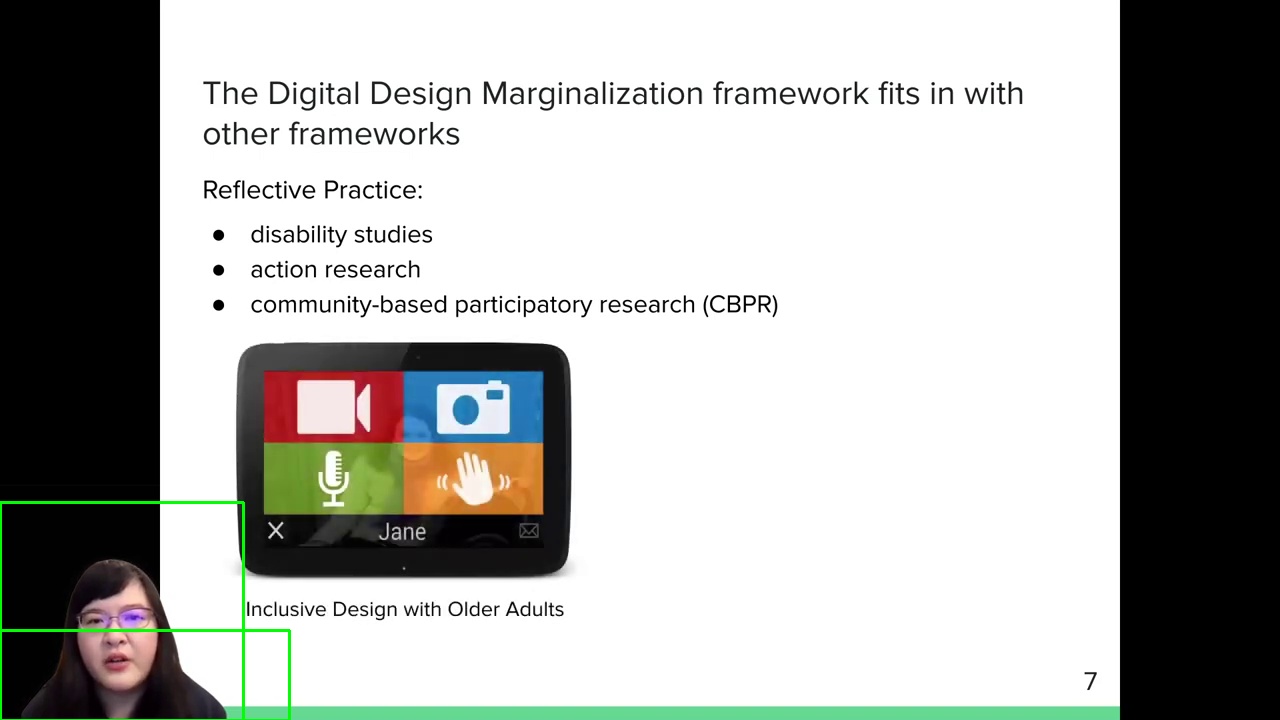 The Digital Design Marginalization framework fits in with
other frameworks
Reflective Practice:
● disability studies
● action research
● community-based participatory research (CBPR)
X Jane
Inclusive Design with Older Adults
7